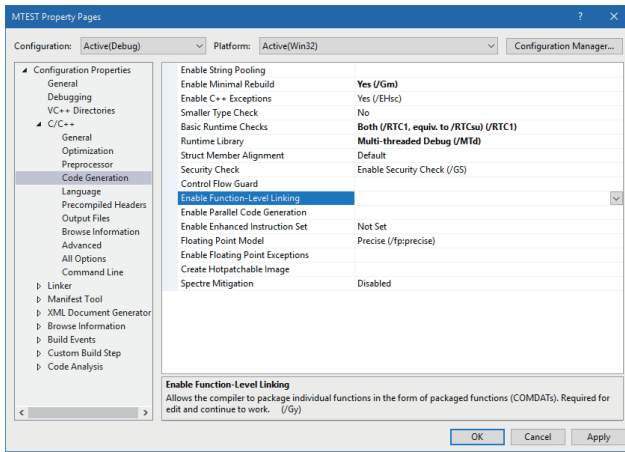 MTEST Property Pages ? ×
Configuration: Active(Debug) Platform: Active(Win32) Configuration Manager...
Configuration Properties
General
Debugging
VC++ Directories
C/C++
General
Optimization
Preprocessor
Code Generation
Language
Precompiled Headers
Output Files
Browse Information
Advanced
All Options
Command Line
Linker
Manifest Tool
XML Document Generator
Browse Information
Build Events
Custom Build Step
Code Analysis
Enable String Pooling
Enable Minimal Rebuild Yes (/Gm)
Enable C++ Exceptions Yes (/EHsc)
Smaller Type Check No
Basic Runtime Checks Both (/RTC1, equiv. to /RTCsu) (/RTC1)
Runtime Library Multi-threaded Debug (/MTd)
Struct Member Alignment Default
Security Check Enable Security Check (/GS)
Control Flow Guard
Enable Function-Level Linking
Enable Parallel Code Generation
Enable Enhanced Instruction Set Not Set
Floating Point Model Precise (/fp:precise)
Enable Floating Point Exceptions
Create Hotpatchable Image
Spectre Mitigation Disabled
Enable Function-Level Linking
Allows the compiler to package individual functions in the form of packaged functions (COMDATs). Required for
edit and continue to work. (/Gy)
OK Cancel Apply